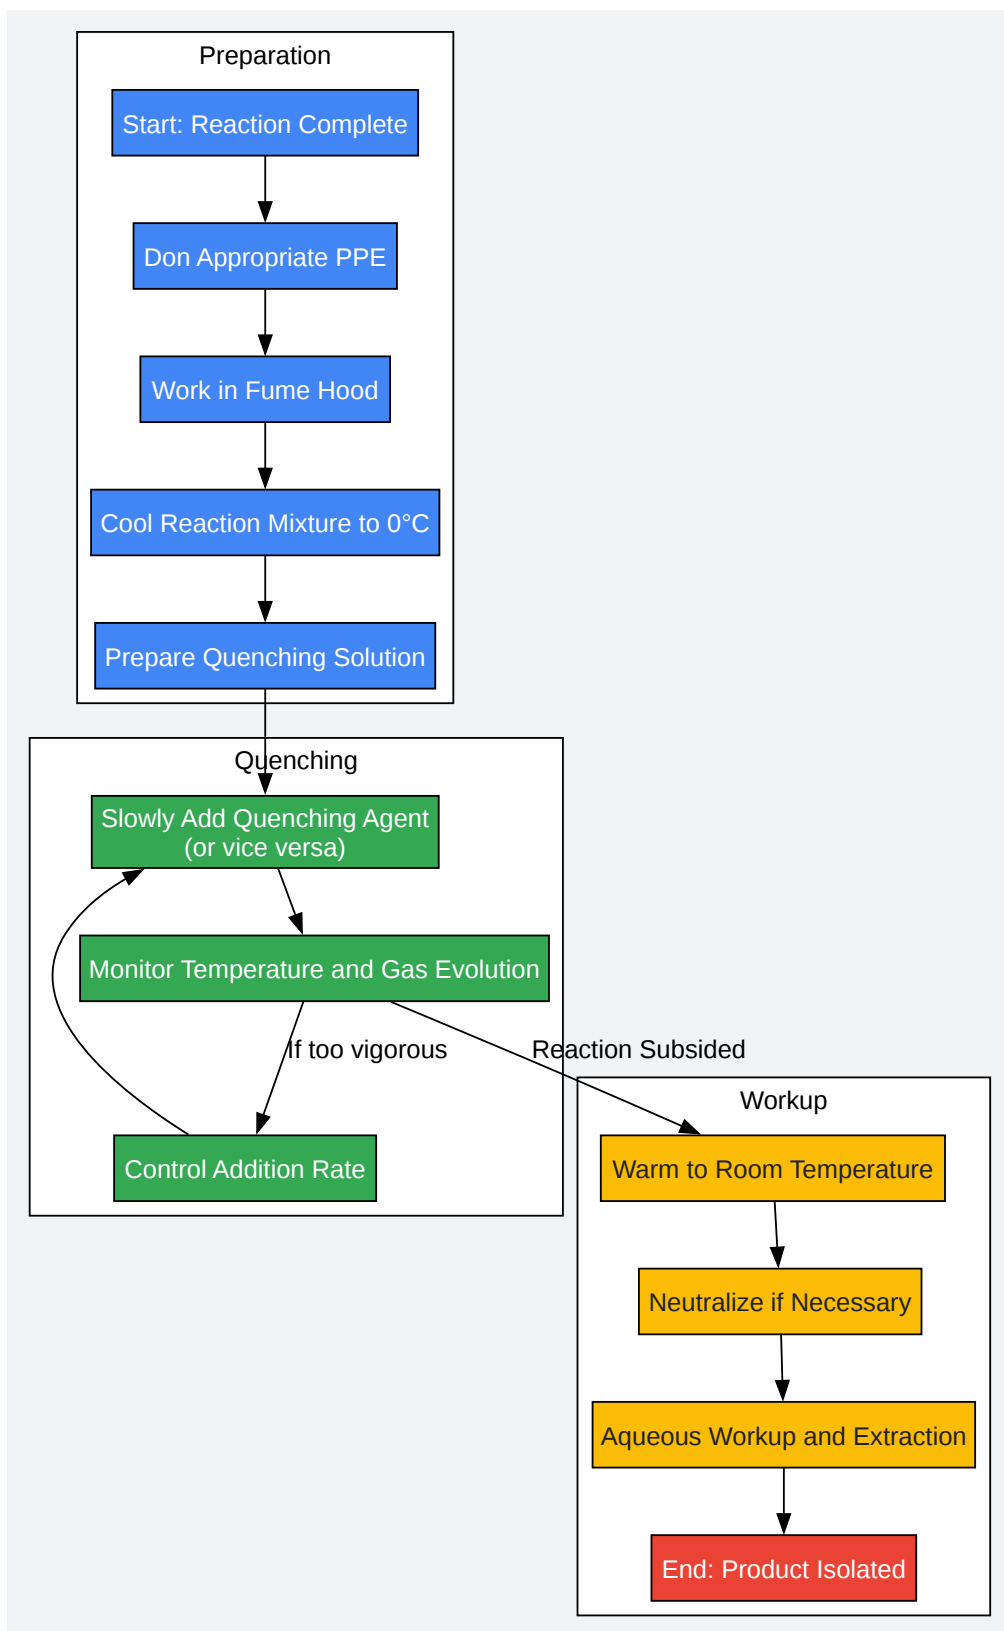 Preparation
Start: Reaction Complete
Don Appropriate PPE
Work in Fume Hood
Cool Reaction Mixture to 0°C
Prepare Quenching Solution
Quenching
Slowly Add Quenching Agent
(or vice versa)
Monitor Temperature and Gas Evolution
If too vigorous
Reaction Subsided
Control Addition Rate
Workup
Warm to Room Temperature
Neutralize if Necessary
Aqueous Workup and Extraction
End: Product Isolated